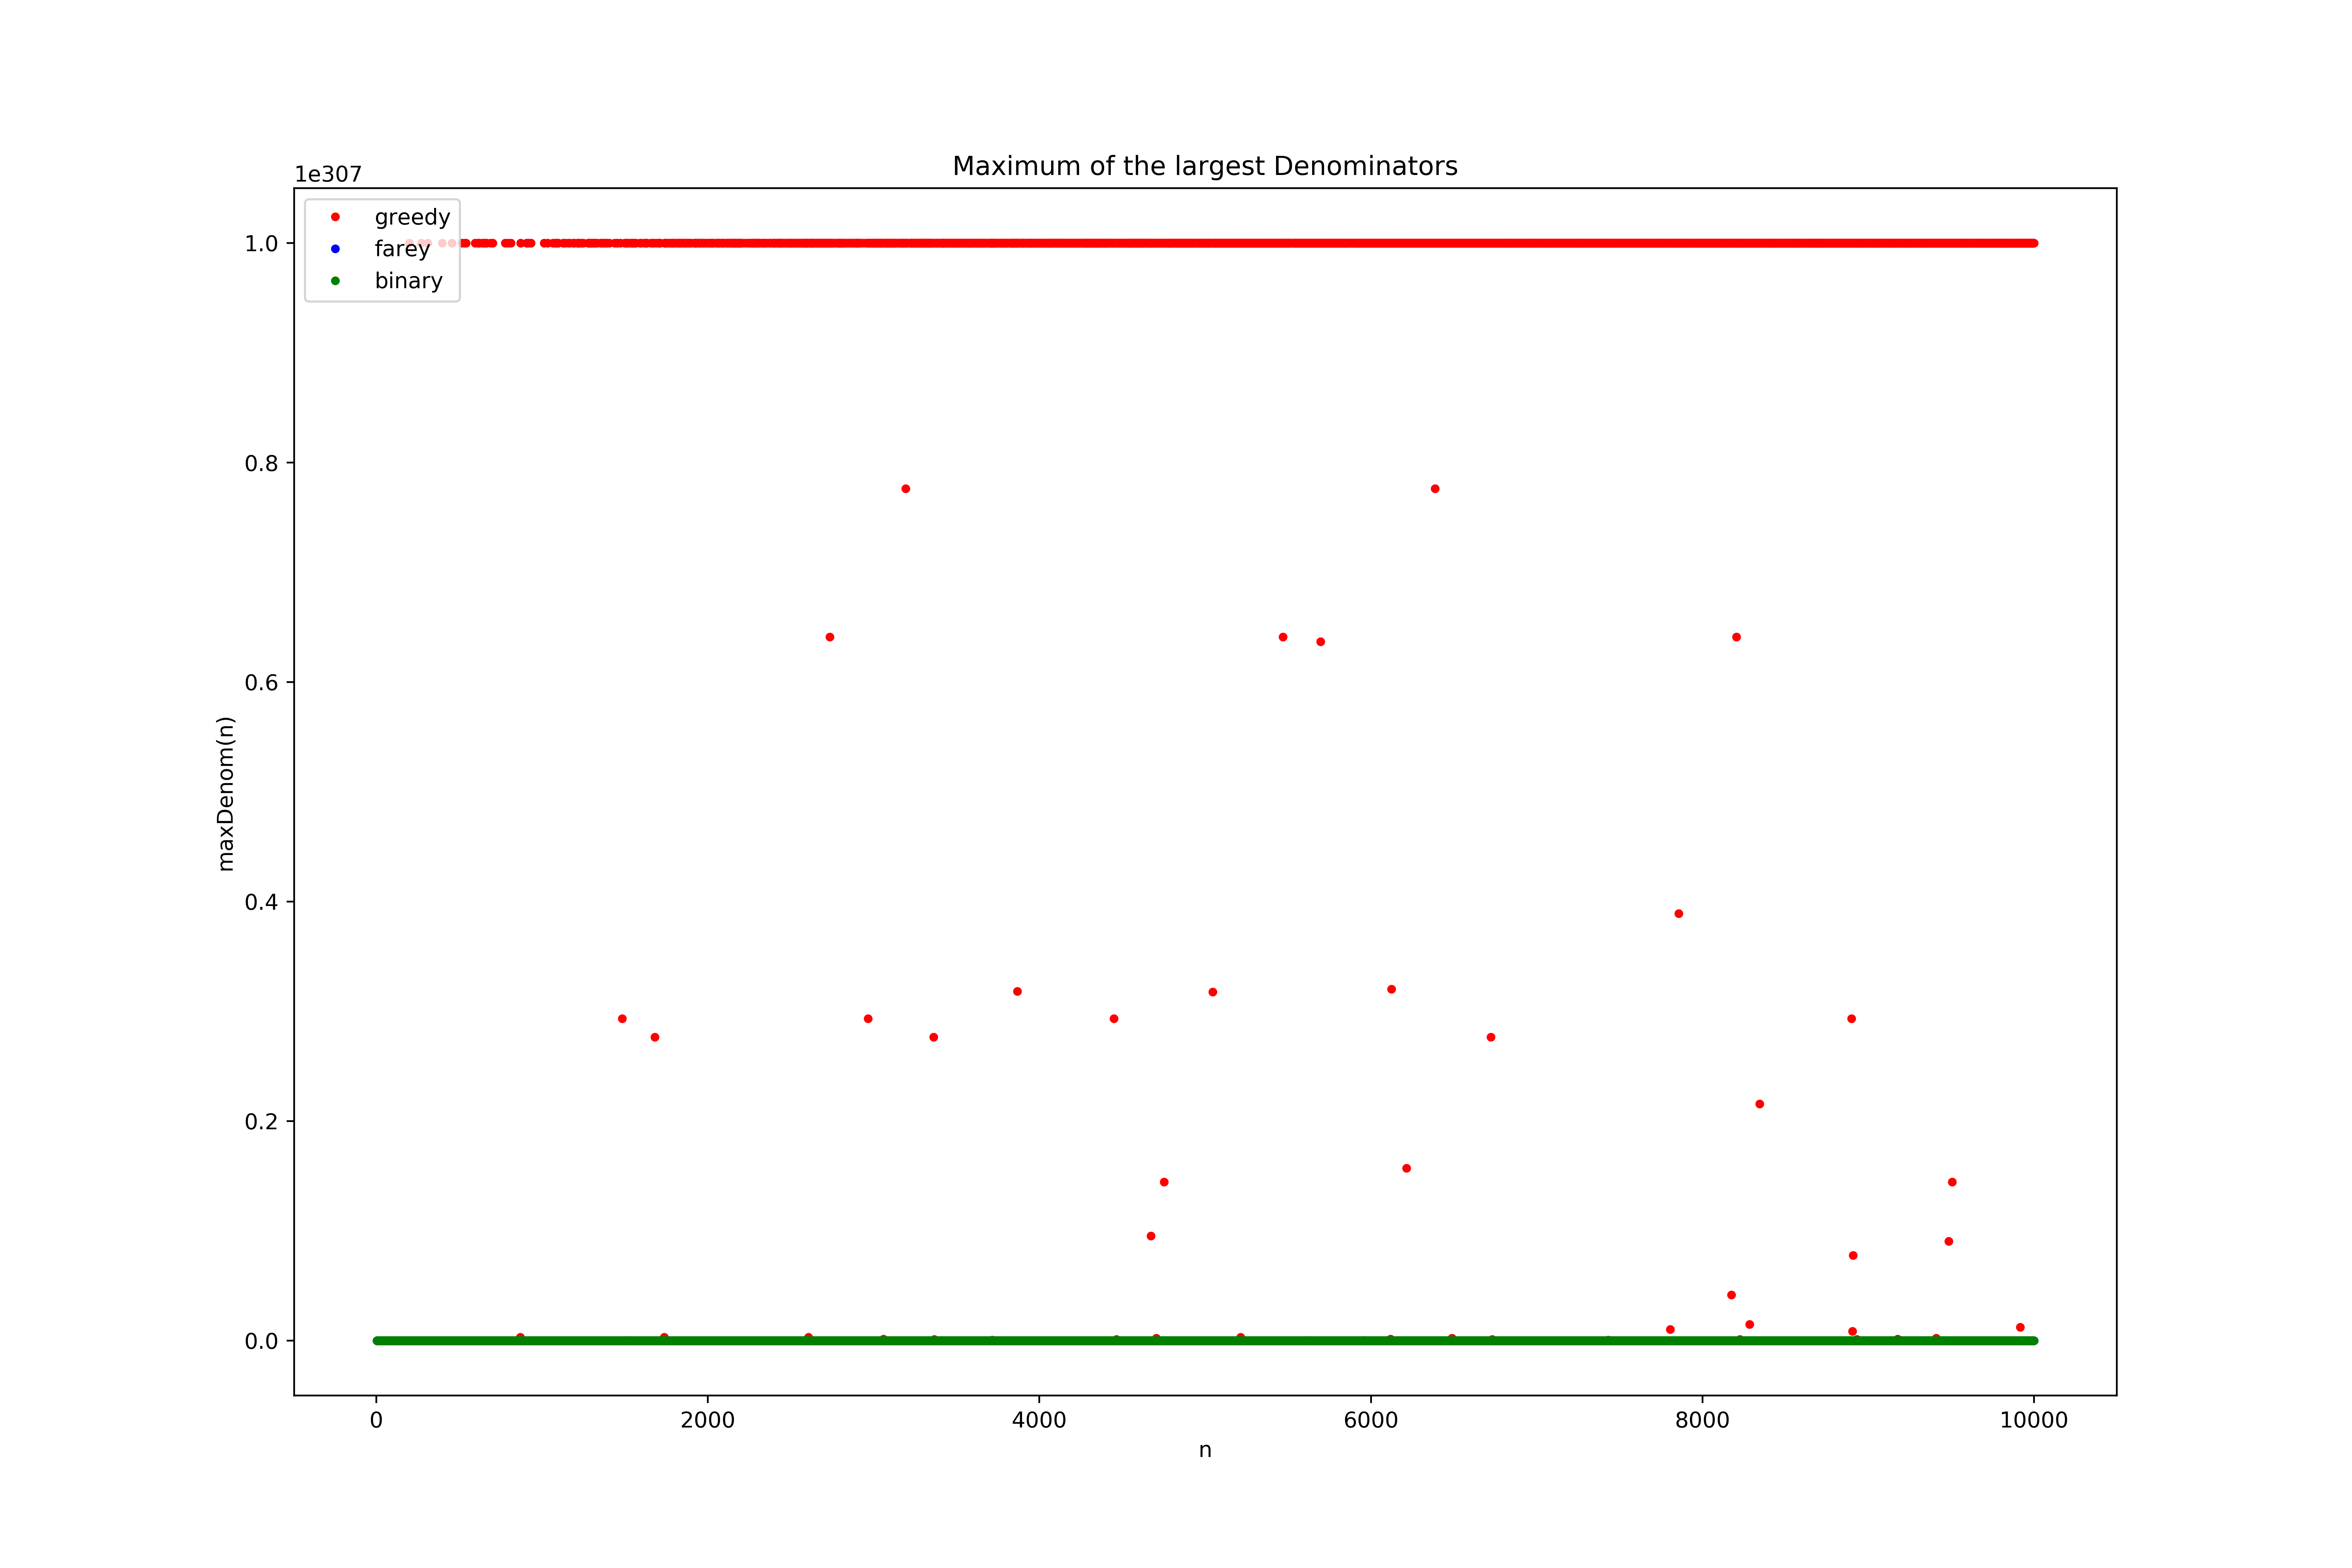 Maximum of the largest Denominators
1e307
greedy
farey
binary
1.0
0.8
0.6
0.4
0.2
0.0
maxDenom(n)
0 2000 4000 6000 8000 10000
n